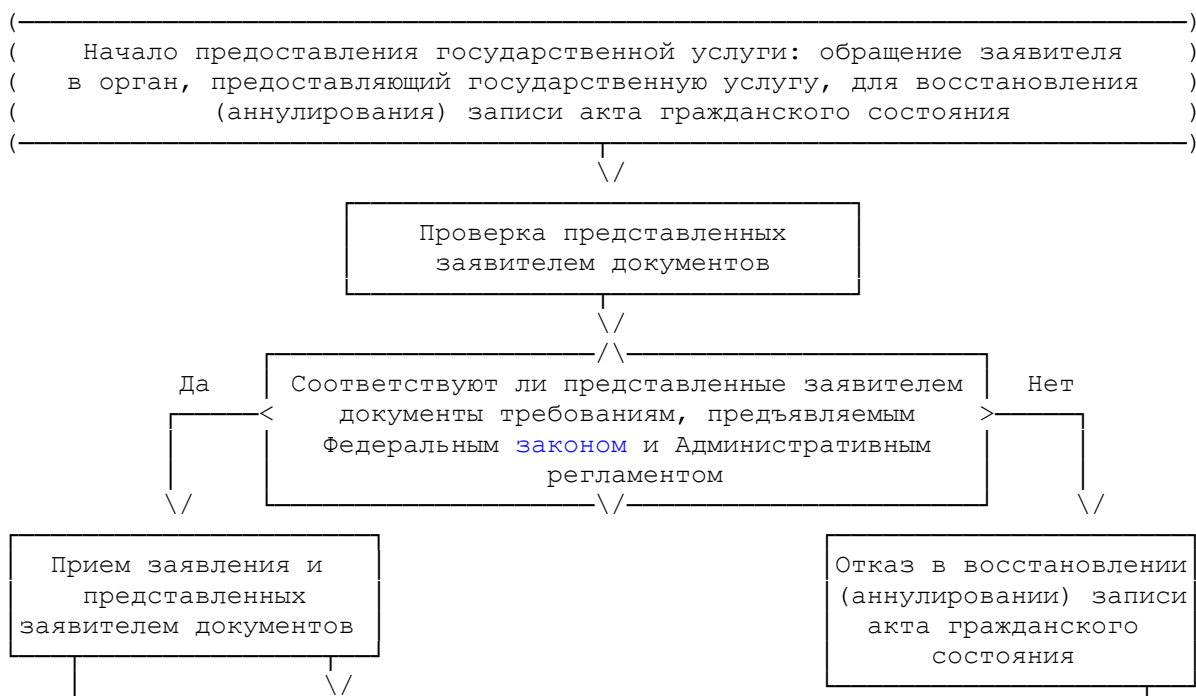 Начало предоставления государственной услуги: обращение заявителя
в орган, предоставляющий государственную услугу, для восстановления
(аннулирования) записи акта гражданского состояния
Проверка представленных
заявителем документов
Да
Соответствуют ли представленные заявителем
Нет
документы требованиям, предъявляемым
Федеральным законом и Административным
регламентом
Прием заявления и
представленных
заявителем документов
Отказ в восстановлении
(аннулировании) записи
акта гражданского
состояния